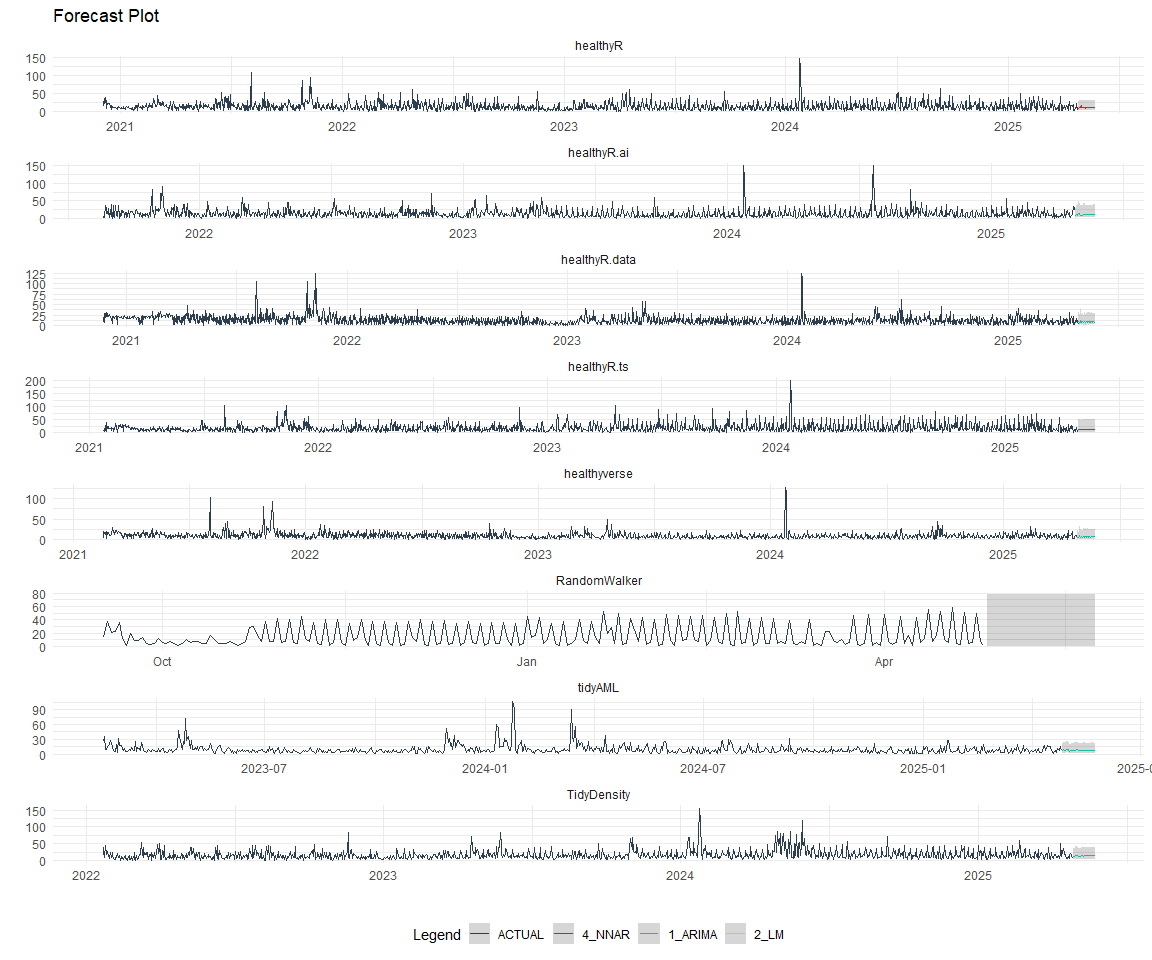 Forecast Plot
healthyR
150
100
50
0
2021 2022 2023 2024 2025
healthyR.ai
150
100
50
0
2022 2023 2024 2025
healthyR.data
125
100
75
50
25
0
2021 2022 2023 2024 2025
healthyR.ts
200
150
100
50
0
2021 2022 2023 2024 2025
healthyverse
100
50
0
2021 2022 2023 2024 2025
RandomWalker
80
60
40
20
0
Oct Jan Apr
tidyAML
90
60
30
0
2023-07 2024-01 2024-07 2025-01 2025-0
TidyDensity
150
100
50
0
2022 2023 2024 2025
Legend ACTUAL 4_NNAR 1_ARIMA 2_LM